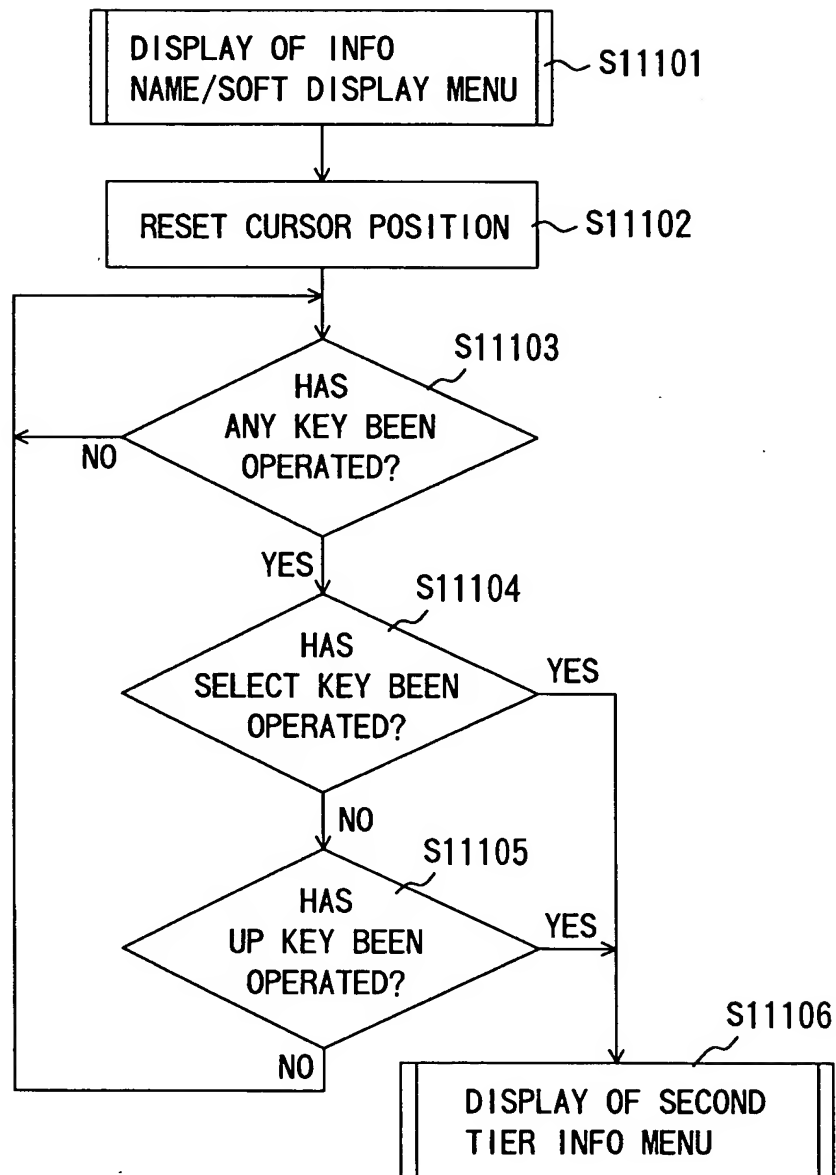 DISPLAY OF INFO
NAME/SOFT DISPLAY MENU
S11101
RESET CURSOR POSITION
S11102
S11103
HAS
ANY KEY BEEN
OPERATED?
NO
YES
S11104
HAS
SELECT KEY BEEN
OPERATED?
YES
NO
S11105
HAS
UP KEY BEEN
OPERATED?
YES
NO
S11106
DISPLAY OF SECOND
TIER INFO MENU